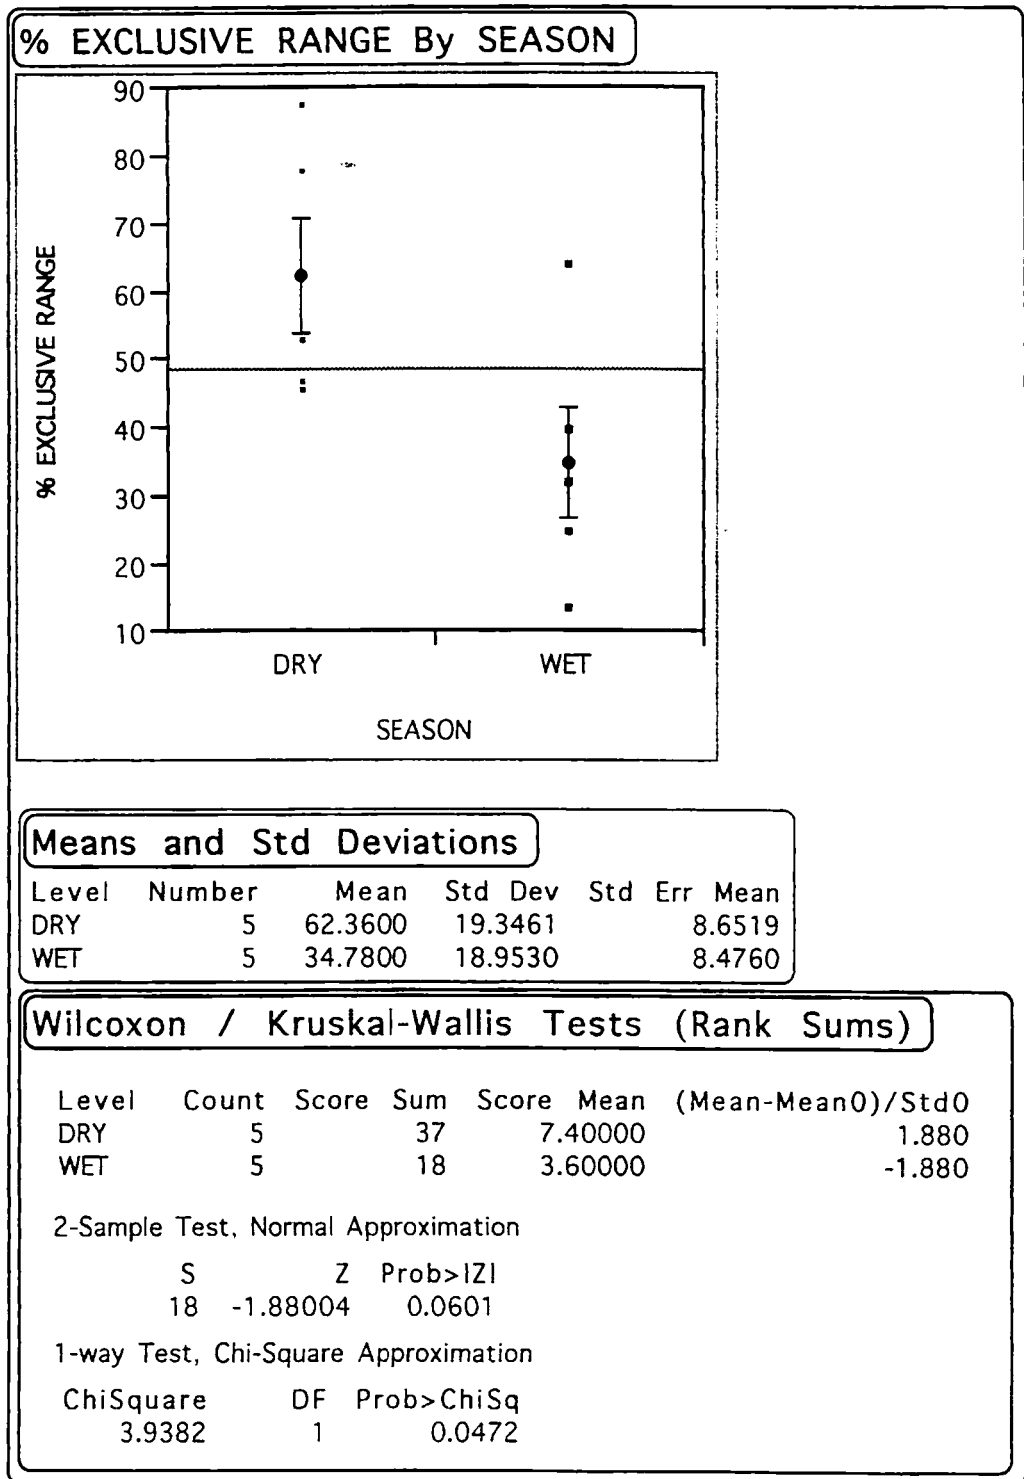 % EXCLUSIVE RANGE By SEASON
90
80
70
60
50
40
30
20
10
% EXCLUSIVE RANGE
DRY WET
SEASON
Means and Std Deviations
Level Number Mean Std Dev Std Err Mean
DRY 5 62.3600 19.3461 8.6519
WET 5 34.7800 18.9530 8.4760
Wilcoxon / Kruskal-Wallis Tests (Rank Sums)
Level Count Score Sum Score Mean (Mean-Mean0)/Std0
DRY 5 37 7.40000 1.880
WET 5 18 3.60000 -1.880
2-Sample Test, Normal Approximation
S Z Prob>|Z|
18 -1.88004 0.0601
1-way Test, Chi-Square Approximation
ChiSquare DF Prob>ChiSq
3.9382 1 0.0472